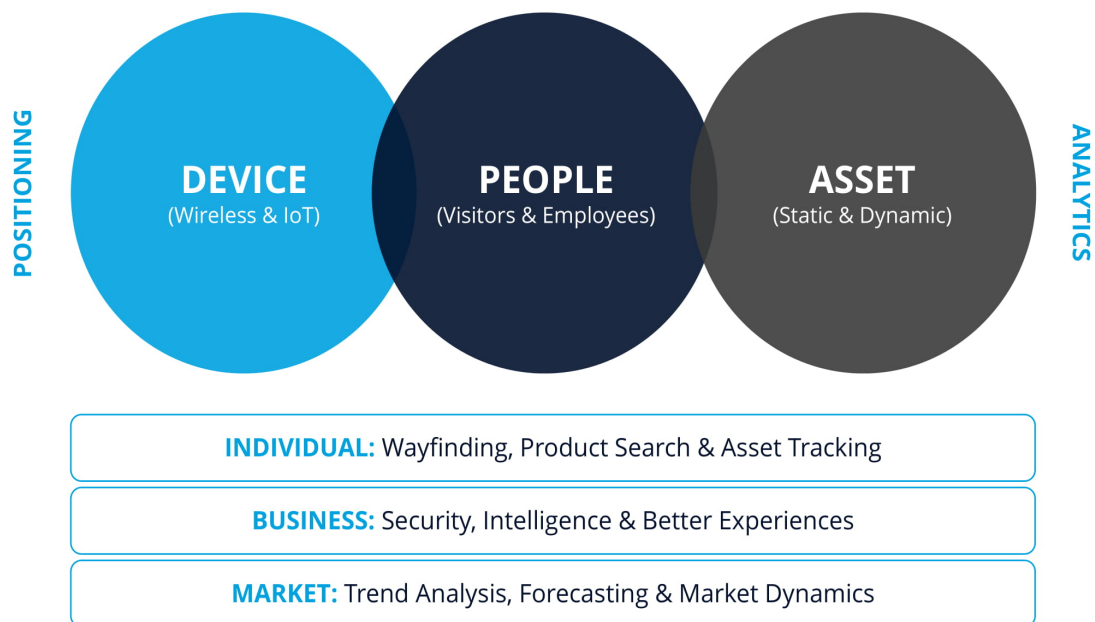 POSITIONING
DEVICE
(Wireless & IoT)
PEOPLE
(Visitors & Employees)
ASSET
(Static & Dynamic)
ANALYTICS
INDIVIDUAL: Wayfinding, Product Search & Asset Tracking
BUSINESS: Security, Intelligence & Better Experiences
MARKET: Trend Analysis, Forecasting & Market Dynamics